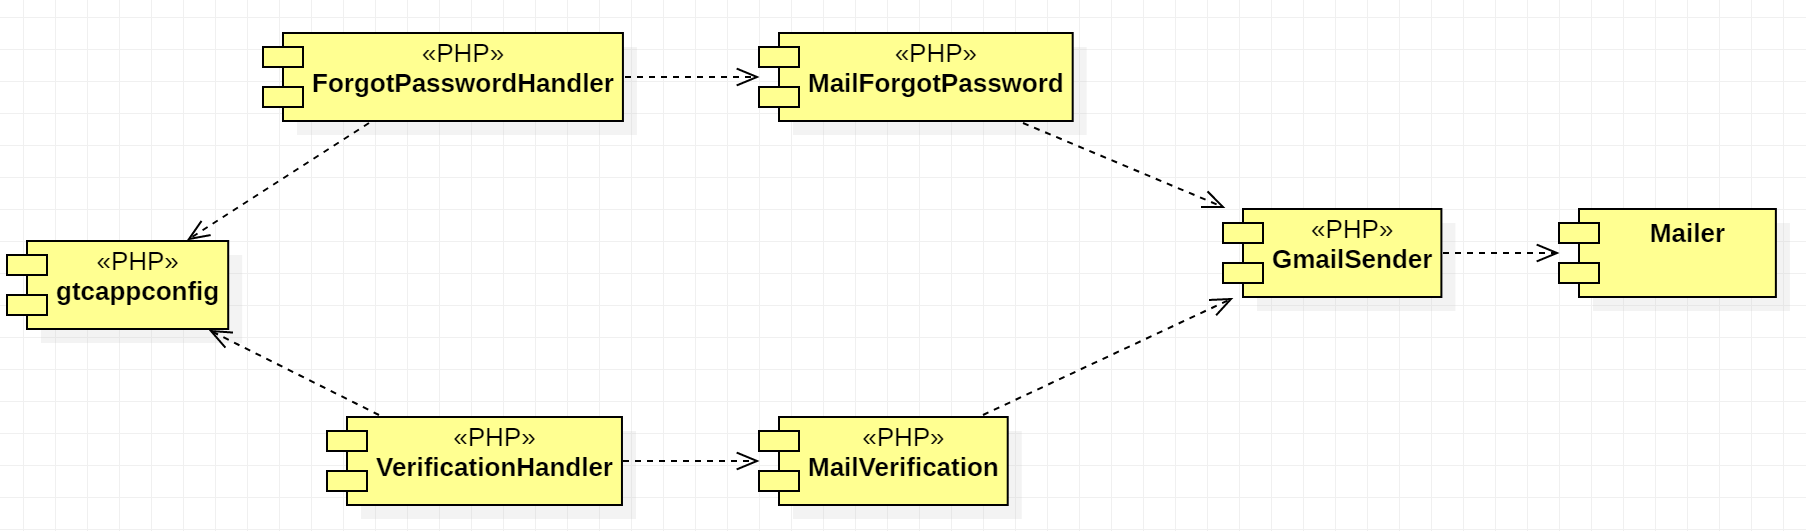 «PHP»
ForgotPasswordHandler
«PHP»
MailForgotPassword
«PHP»
gtcappconfig
«PHP»
GmailSender
Mailer
«PHP»
VerificationHandler
«PHP»
MailVerification